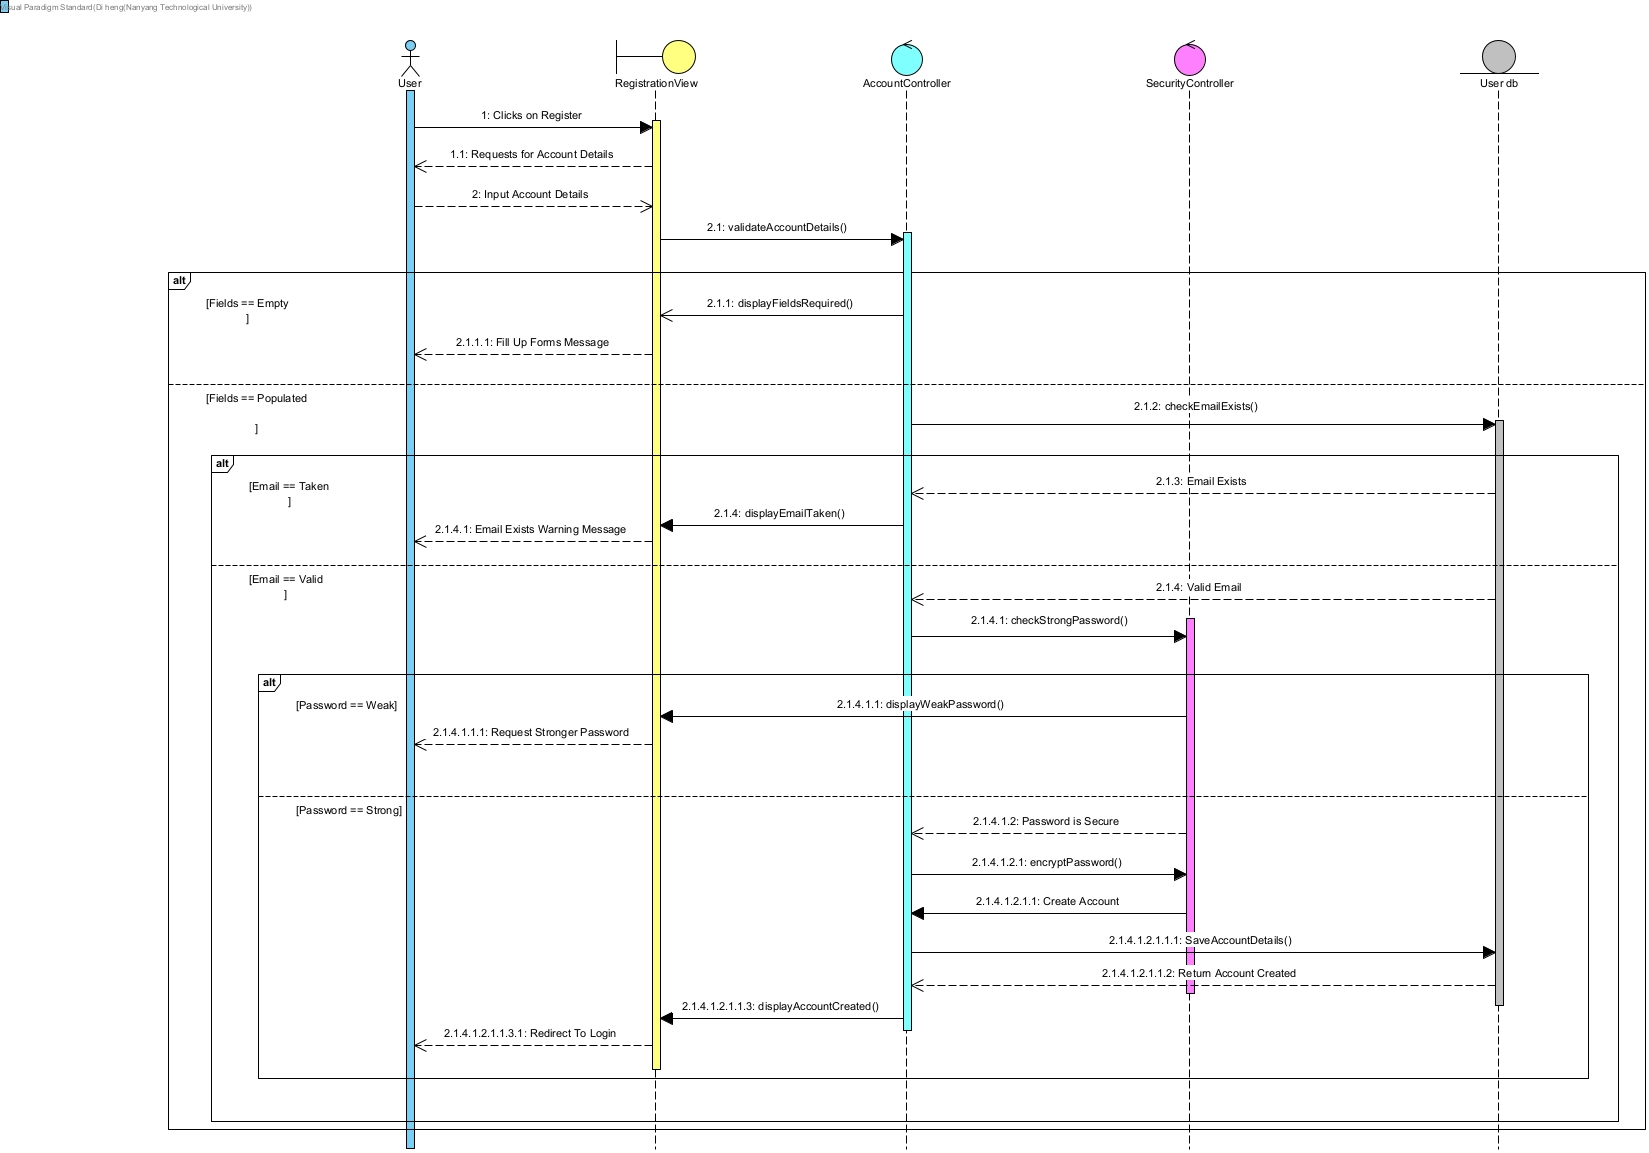 Visual Paradigm Standard(Di heng(Nanyang Technological University))
User
RegistrationView
AccountController
SecurityController
User db
1: Clicks on Register
1.1: Requests for Account Details
2: Input Account Details
2.1: validateAccountDetails()
alt
[Fields == Empty
]
2.1.1: displayFieldsRequired()
2.1.1.1: Fill Up Forms Message
[Fields == Populated
]
2.1.2: checkEmailExists()
alt
[Email == Taken
]
2.1.3: Email Exists
2.1.4: displayEmailTaken()
2.1.4.1: Email Exists Warning Message
[Email == Valid
]
2.1.4: Valid Email
2.1.4.1: checkStrongPassword()
alt
[Password == Weak]
2.1.4.1.1: displayWeakPassword()
2.1.4.1.1.1: Request Stronger Password
[Password == Strong]
2.1.4.1.2: Password is Secure
2.1.4.1.2.1: encryptPassword()
2.1.4.1.2.1.1: Create Account
2.1.4.1.2.1.1.1: SaveAccountDetails()
2.1.4.1.2.1.1.2: Return Account Created
2.1.4.1.2.1.1.3: displayAccountCreated()
2.1.4.1.2.1.1.3.1: Redirect To Login